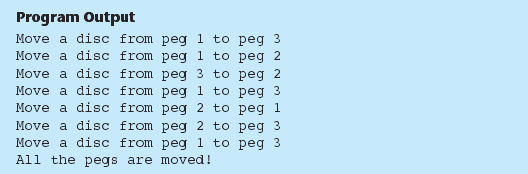 Program Output
Move a disc from peg 1 to peg 3
Move a disc from peg 1 to peg 2
Move a disc from peg 3 to peg 2
Move a disc from peg 1 to peg 3
Move a disc from peg 2 to peg 1
Move a disc from peg 2 to peg 3
Move a disc from peg 1 to peg 3
All the pegs are moved!